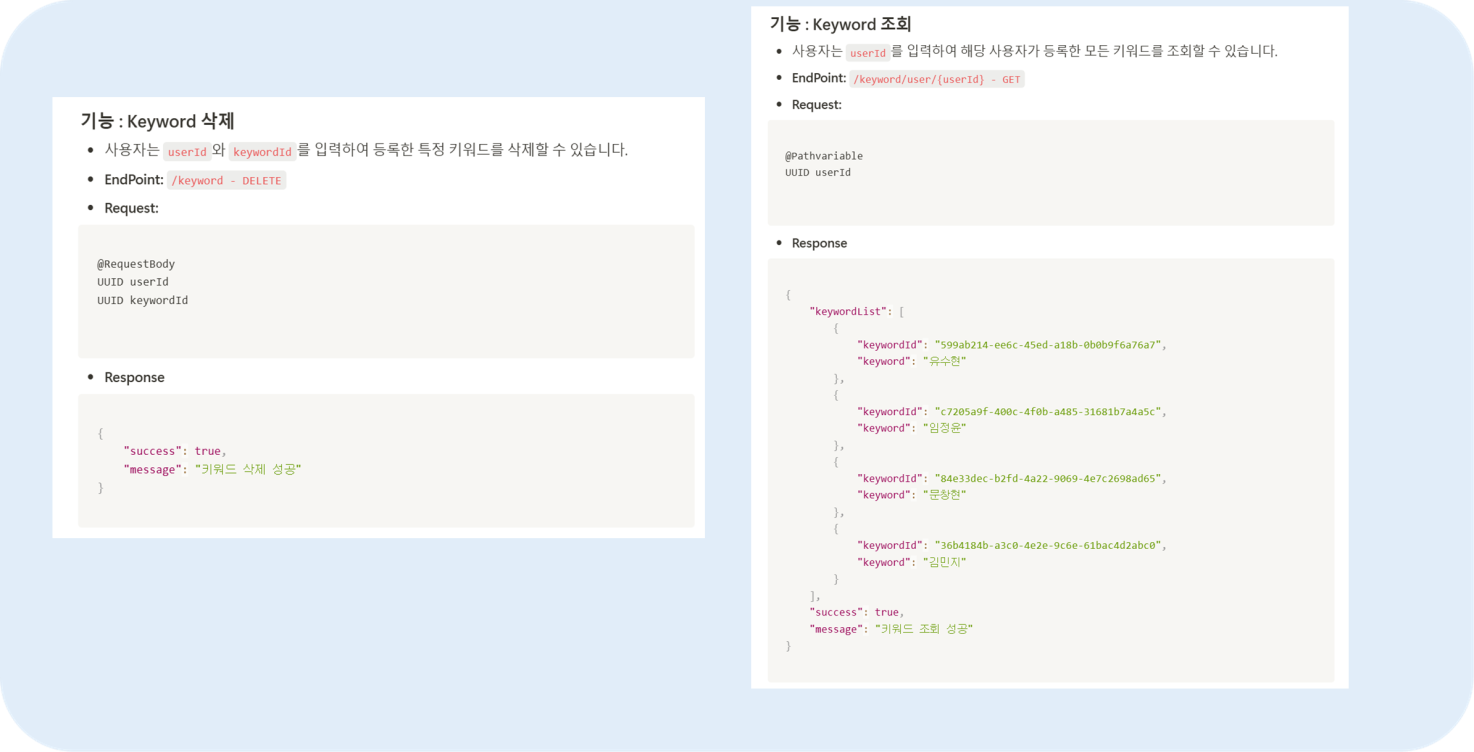 기능 : Keyword 삭제
• 사용자는 userId 와 keywordId 를 입력하여 등록한 특정 키워드를 삭제할 수 있습니다.
• EndPoint: /keyword - DELETE
• Request:
@RequestBody
UUID userId
UUID keywordId
• Response
{
"success": true,
"message": "키워드 삭제 성공"
}
기능 : Keyword 조회
• 사용자는 userId 를 입력하여 해당 사용자가 등록한 모든 키워드를 조회할 수 있습니다.
• EndPoint: /keyword/user/{userId} - GET
• Request:
@Pathvariable
UUID userId
• Response
{
"keywordList": [
{
"keywordId": "599ab214-ee6c-45ed-a18b-0b0b9f6a76a7",
"keyword": "유수현"
},
{
"keywordId": "c7205a9f-400c-4f0b-a485-31681b7a4a5c",
"keyword": "임정윤"
},
{
"keywordId": "84e33dec-b2fd-4a22-9069-4e7c2698ad65",
"keyword": "문창현"
},
{
"keywordId": "36b4184b-a3c0-4e2e-9c6e-61bac4d2abc0",
"keyword": "김민지"
}
],
"success": true,
"message": "키워드 조회 성공"
}